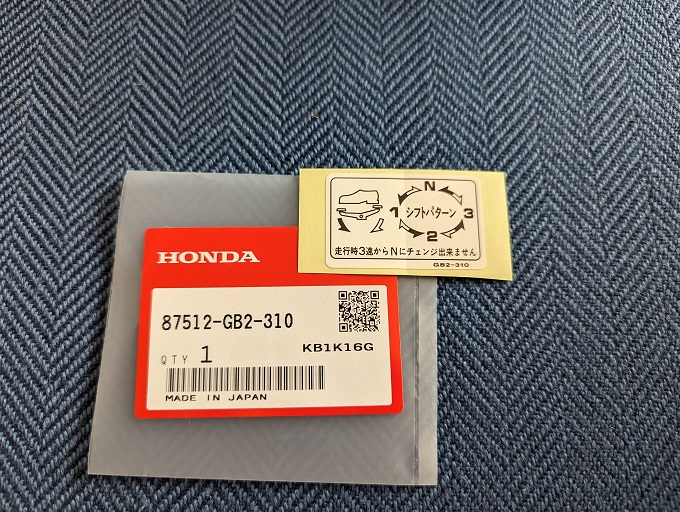 N
1 シフトパターン 3
2
走行時3速からNにチェンジ出来ません
GB2-310
HONDA
87512-GB2-310
QTY 1
KB1K16G
MADE IN JAPAN